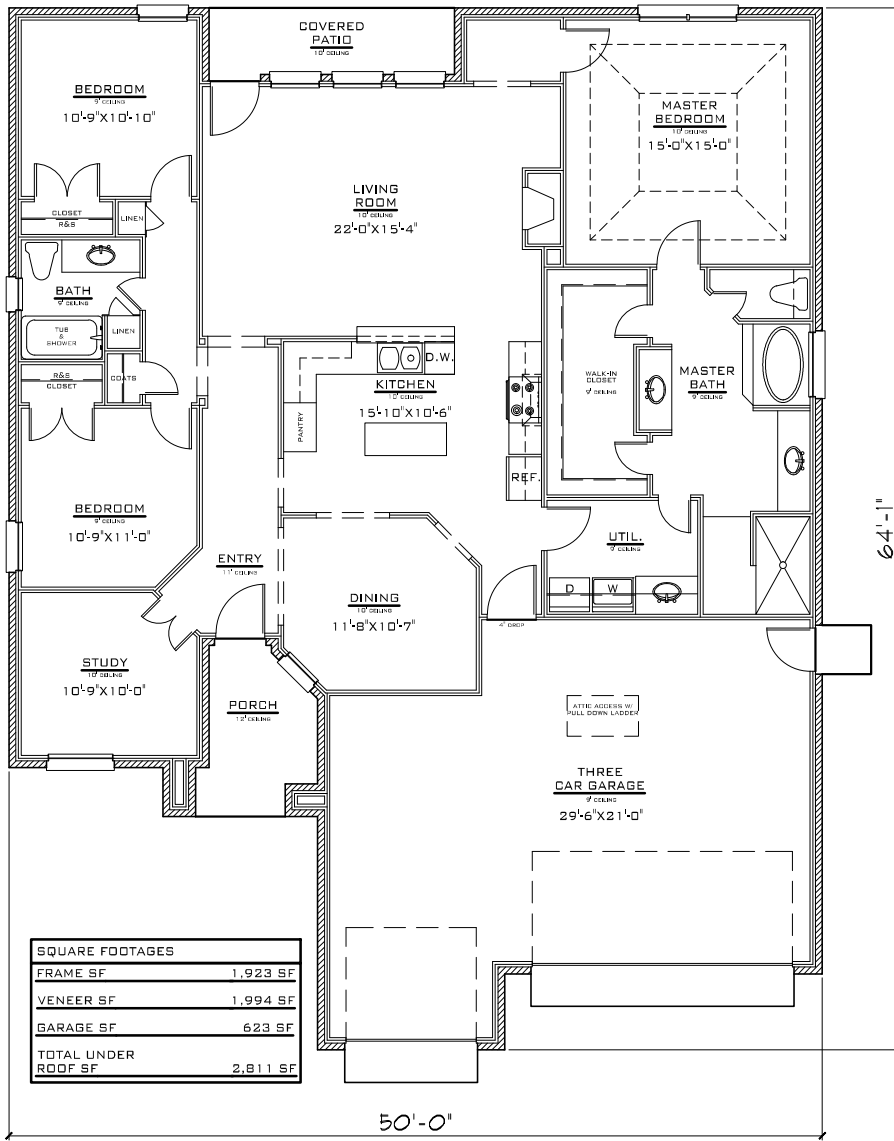 COVERED
PATIO
10' CEILING
BEDROOM
9' CEILING
10'-9"X10'-10"
MASTER
BEDROOM
10' CEILING
15'-0"X15'-0"
LIVING
ROOM
10' CEILING
22'-0"X15'-4"
CLOSET
R&S
LINEN
BATH
9' CEILING
TUB
&
SHOWER
LINEN
R&S
CLOSET
COATS
D.W.
KITCHEN
10' CEILING
15'-10"X10'-6"
PANTRY
REF.
WALK-IN
CLOSET
9' CEILING
MASTER
BATH
9' CEILING
BEDROOM
9' CEILING
10'-9"X11'-0"
ENTRY
11' CEILING
UTIL.
9' CEILING
D
W
DINING
10' CEILING
11'-8"X10'-7"
4" DROP
STUDY
10' CEILING
10'-9"X10'-0"
PORCH
12' CEILING
ATTIC ACCESS W/
PULL DOWN LADDER
THREE
CAR GARAGE
9' CEILING
29'-6"X21'-0"
64'-1"
SQUARE FOOTAGES
FRAME SF 1,923 SF
VENEER SF 1,994 SF
GARAGE SF 623 SF
TOTAL UNDER
ROOF SF 2,811 SF
50'-0"